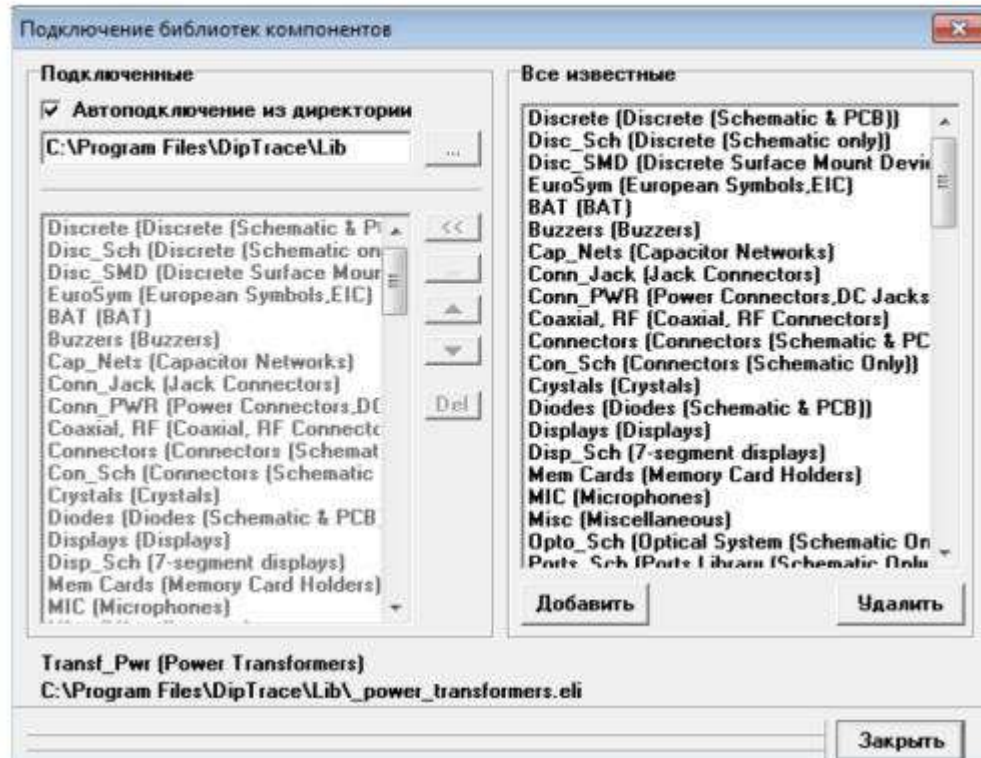 Подключение библиотек компонентов
Подключенные
Автоподключение из директории
C:\Program Files\DipTrace\Lib
...
Discrete (Discrete (Schematic & P
Disc_Sch (Discrete (Schematic on
Disc_SMD (Discrete Surface Mour
EuroSym (European Symbols,EIC)
BAT (BAT)
Buzzers (Buzzers)
Cap_Nets (Capacitor Networks)
Conn_Jack (Jack Connectors)
Conn_PWR (Power Connectors,DC
Coaxial, RF (Coaxial, RF Connecto
Connectors (Connectors (Schemat
Con_Sch (Connectors (Schematic
Crystals (Crystals)
Diodes (Diodes (Schematic & PCB
Displays (Displays)
Disp_Sch (7-segment displays)
Mem Cards (Memory Card Holders)
MIC (Microphones)
<<
Del
Все известные
Discrete (Discrete (Schematic & PCB))
Disc_Sch (Discrete (Schematic only))
Disc_SMD (Discrete Surface Mount Devi
EuroSym (European Symbols,EIC)
BAT (BAT)
Buzzers (Buzzers)
Cap_Nets (Capacitor Networks)
Conn_Jack (Jack Connectors)
Conn_PWR (Power Connectors,DC Jacks
Coaxial, RF (Coaxial, RF Connectors)
Connectors (Connectors (Schematic & PC
Con_Sch (Connectors (Schematic Only))
Crystals (Crystals)
Diodes (Diodes (Schematic & PCB))
Displays (Displays)
Disp_Sch (7-segment displays)
Mem Cards (Memory Card Holders)
MIC (Microphones)
Misc (Miscellaneous)
Opto_Sch (Optical System (Schematic On
Ports_Sch (Ports Library (Schematic Only
Добавить
Удалить
Transf_Pwr (Power Transformers)
C:\Program Files\DipTrace\Lib\_power_transformers.eli
Закрыть